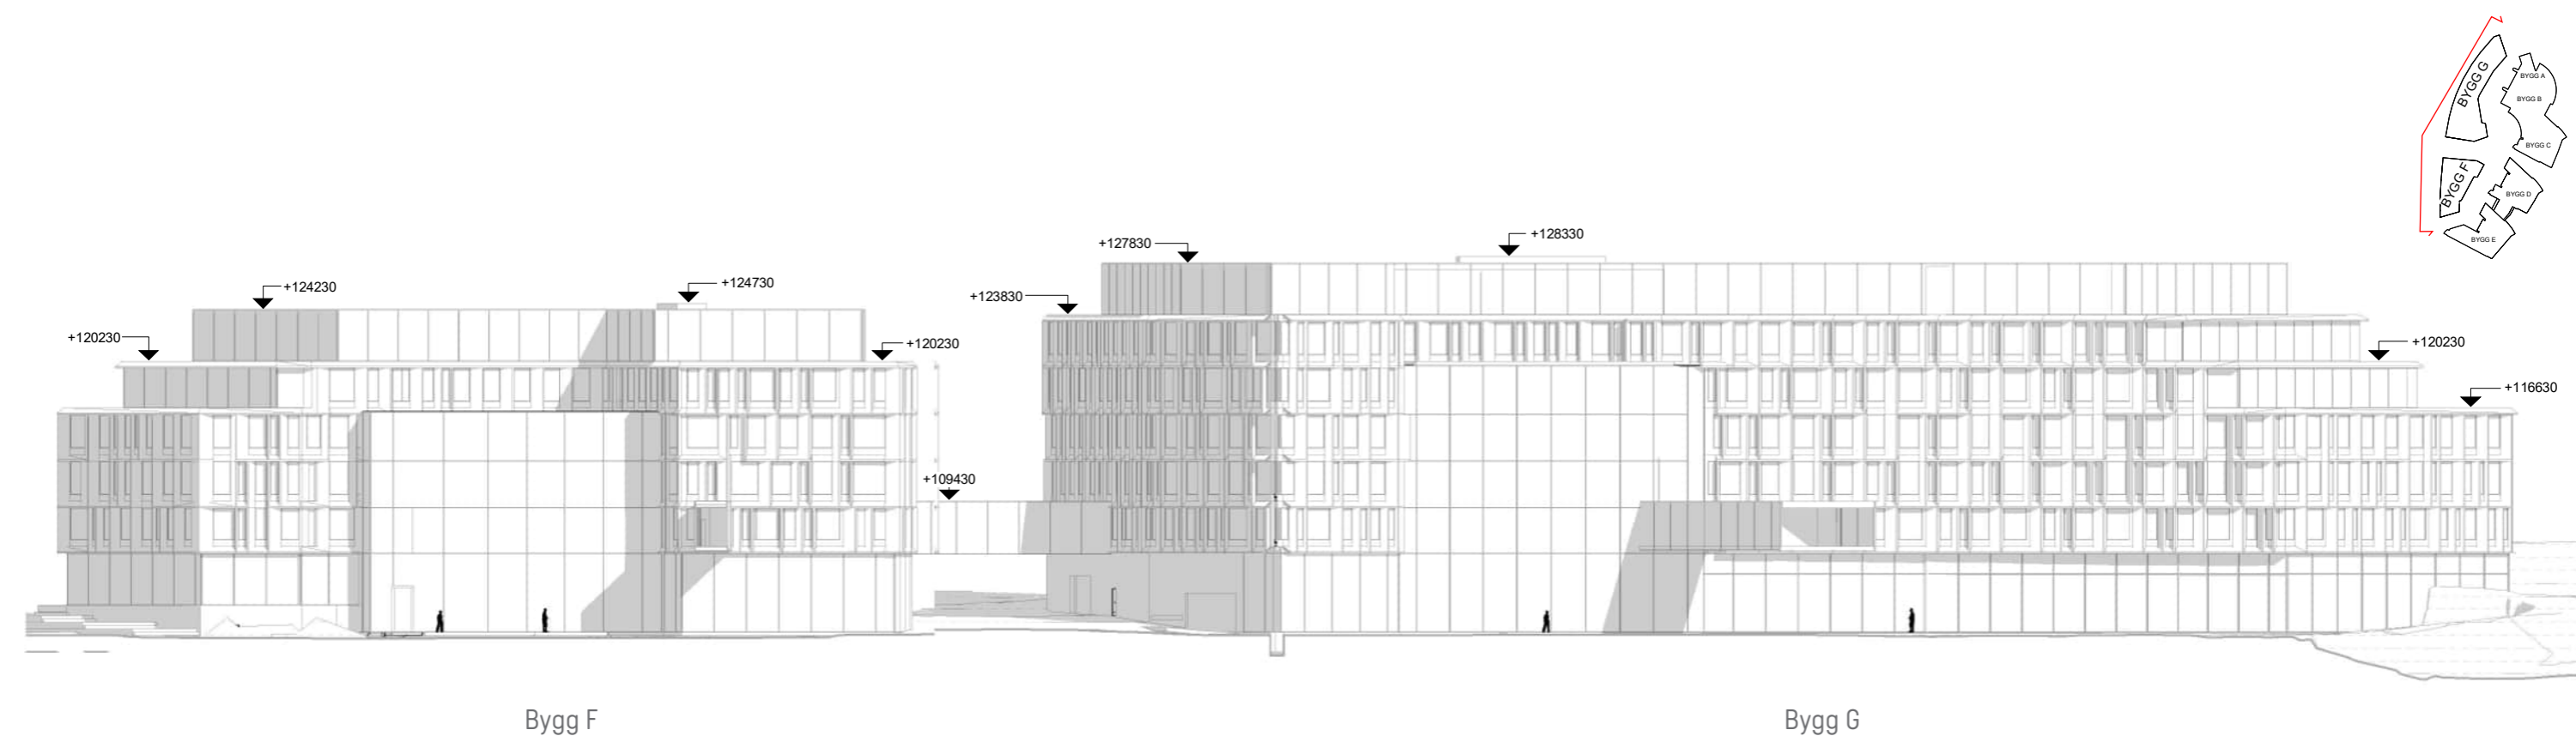 BYGG G
BYGG A
BYGG B
BYGG C
BYGG F
BYGG D
BYGG E
+128330
+127830
+124730
+124230
+123830
+120230
+120230
+120230
+116630
+109430
Bygg F
Bygg G